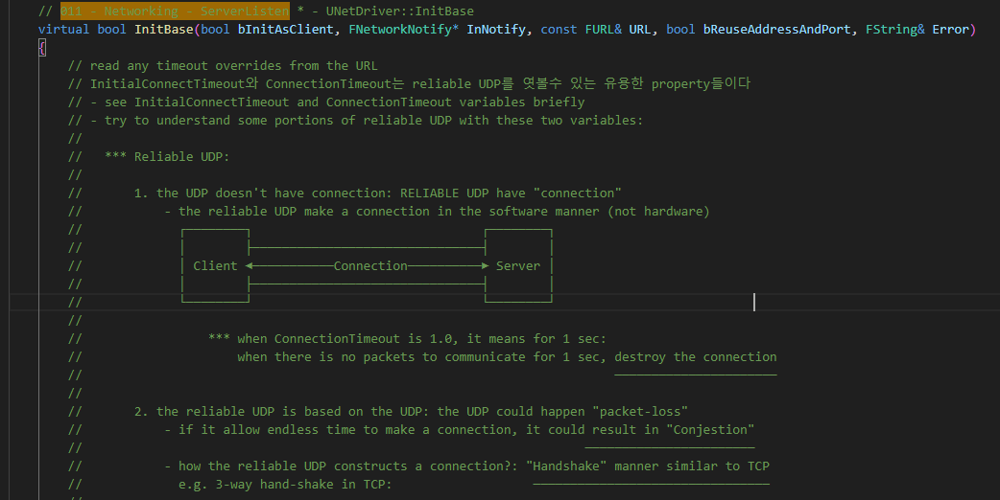 // 011 - Networking - ServerListen * - UNetDriver::InitBase
virtual bool InitBase(bool bInitAsClient, FNetworkNotify* InNotify, const FURL& URL, bool bReuseAddressAndPort, FString& Error)
{
// read any timeout overrides from the URL
// InitialConnectTimeout와 ConnectionTimeout는 reliable UDP를 엿볼수 있는 유용한 property들이다
// - see InitialConnectTimeout and ConnectionTimeout variables briefly
// - try to understand some portions of reliable UDP with these two variables:
//
// *** Reliable UDP:
//
// 1. the UDP doesn't have connection: RELIABLE UDP have "connection"
// - the reliable UDP make a connection in the software manner (not hardware)
// ┌────────┐ ┌────────┐
// │ ├───────────────────────────────┤ │
// │ Client ◄───────────Connection──────────► Server │
// │ ├───────────────────────────────┤ │
// └────────┘ └────────┘
//
// *** when ConnectionTimeout is 1.0, it means for 1 sec:
// when there is no packets to communicate for 1 sec, destroy the connection
// ──────────────────────
//
// 2. the reliable UDP is based on the UDP: the UDP could happen "packet-loss"
// - if it allow endless time to make a connection, it could result in "Conjestion"
// ───────────────────────
// - how the reliable UDP constructs a connection?: "Handshake" manner similar to TCP
// e.g. 3-way hand-shake in TCP: ────────────────────────────────
//